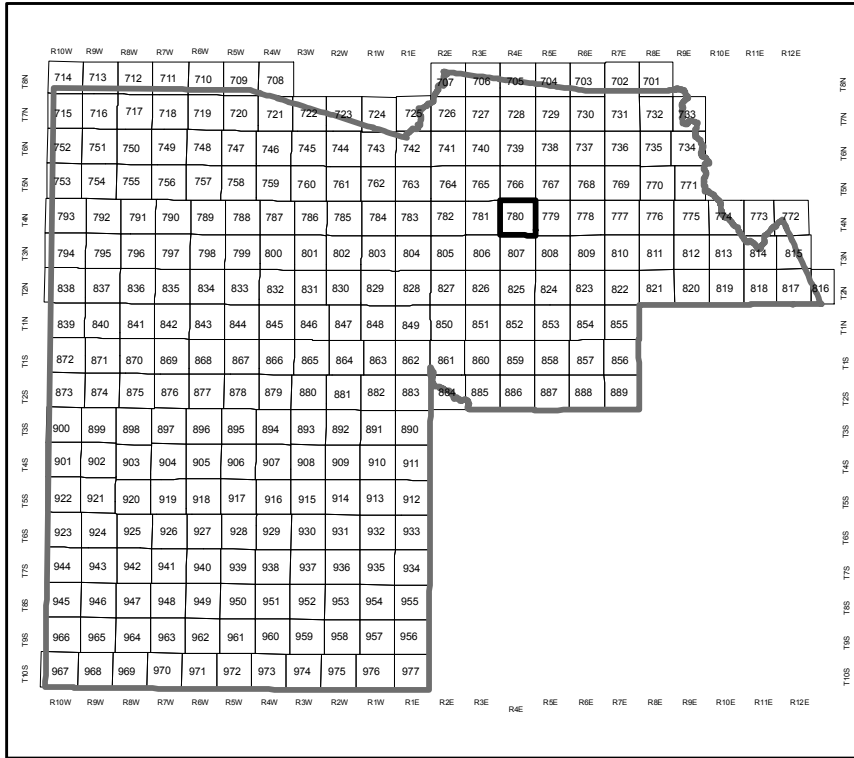 R10W R9W R8W R7W R6W R5W R4W R3W R2W R1W R1E R2E R3E R4E R5E R6E R7E R8E R9E R10E R11E R12E
T8N 714 713 712 711 710 709 708 707 706 705 704 703 702 701 T8N
T7N 715 716 717 718 719 720 721 722 723 724 725 726 727 728 729 730 731 732 733 T7N
T6N 752 751 750 749 748 747 746 745 744 743 742 741 740 739 738 737 736 735 734 T6N
T5N 753 754 755 756 757 758 759 760 761 762 763 764 765 766 767 768 769 770 771 T5N
T4N 793 792 791 790 789 788 787 786 785 784 783 782 781 780 779 778 777 776 775 774 773 772 T4N
T3N 794 795 796 797 798 799 800 801 802 803 804 805 806 807 808 809 810 811 812 813 814 815 T3N
T2N 838 837 836 835 834 833 832 831 830 829 828 827 826 825 824 823 822 821 820 819 818 817 816 T2N
T1N 839 840 841 842 843 844 845 846 847 848 849 850 851 852 853 854 855 T1N
T1S 872 871 870 869 868 867 866 865 864 863 862 861 860 859 858 857 856 T1S
T2S 873 874 875 876 877 878 879 880 881 882 883 884 885 886 887 888 889 T2S
T3S 900 899 898 897 896 895 894 893 892 891 890 T3S
T4S 901 902 903 904 905 906 907 908 909 910 911 T4S
T5S 922 921 920 919 918 917 916 915 914 913 912 T5S
T6S 923 924 925 926 927 928 929 930 931 932 933 T6S
T7S 944 943 942 941 940 939 938 937 936 935 934 T7S
T8S 945 946 947 948 949 950 951 952 953 954 955 T8S
T9S 966 965 964 963 962 961 960 959 958 957 956 T9S
T10S 967 968 969 970 971 972 973 974 975 976 977 T10S
R10W R9W R8W R7W R6W R5W R4W R3W R2W R1W R1E R2E R3E R4E R5E R6E R7E R8E R9E R10E R11E R12E